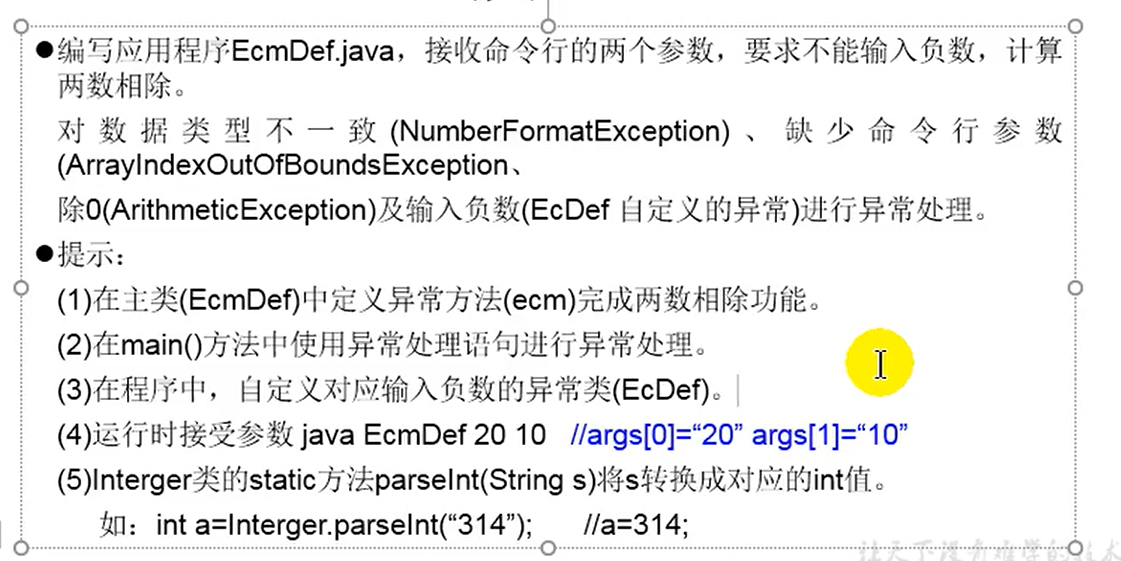 ●编写应用程序EcmDef.java，接收命令行的两个参数，要求不能输入负数，计算
两数相除。
对数据类型不一致(NumberFormatException)、缺少命令行参数
(ArrayIndexOutOfBoundsException、
除0(ArithmeticException)及输入负数(EcDef 自定义的异常)进行异常处理。
●提示：
(1)在主类(EcmDef)中定义异常方法(ecm)完成两数相除功能。
(2)在main()方法中使用异常处理语句进行异常处理。
(3)在程序中，自定义对应输入负数的异常类(EcDef)。
(4)运行时接受参数 java EcmDef 20 10 //args[0]=“20” args[1]=“10”
(5)Interger类的static方法parseInt(String s)将s转换成对应的int值。
如：int a=Interger.parseInt(“314”); //a=314;
让天下没有难学的技术